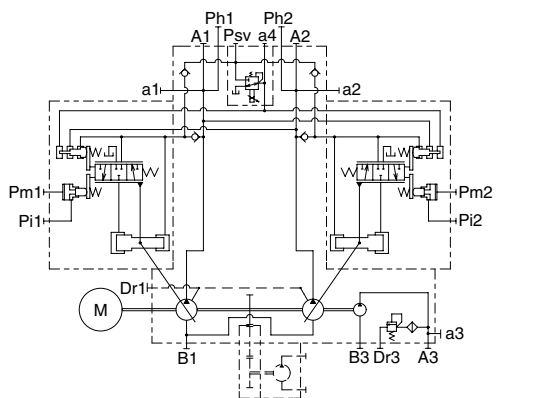 Ph1 Ph2
A1 Psv a4 A2
a1 a2
Pm1 Pm2
Pi1 Pi2
Dr1
M
a3
B1 B3 Dr3 A3